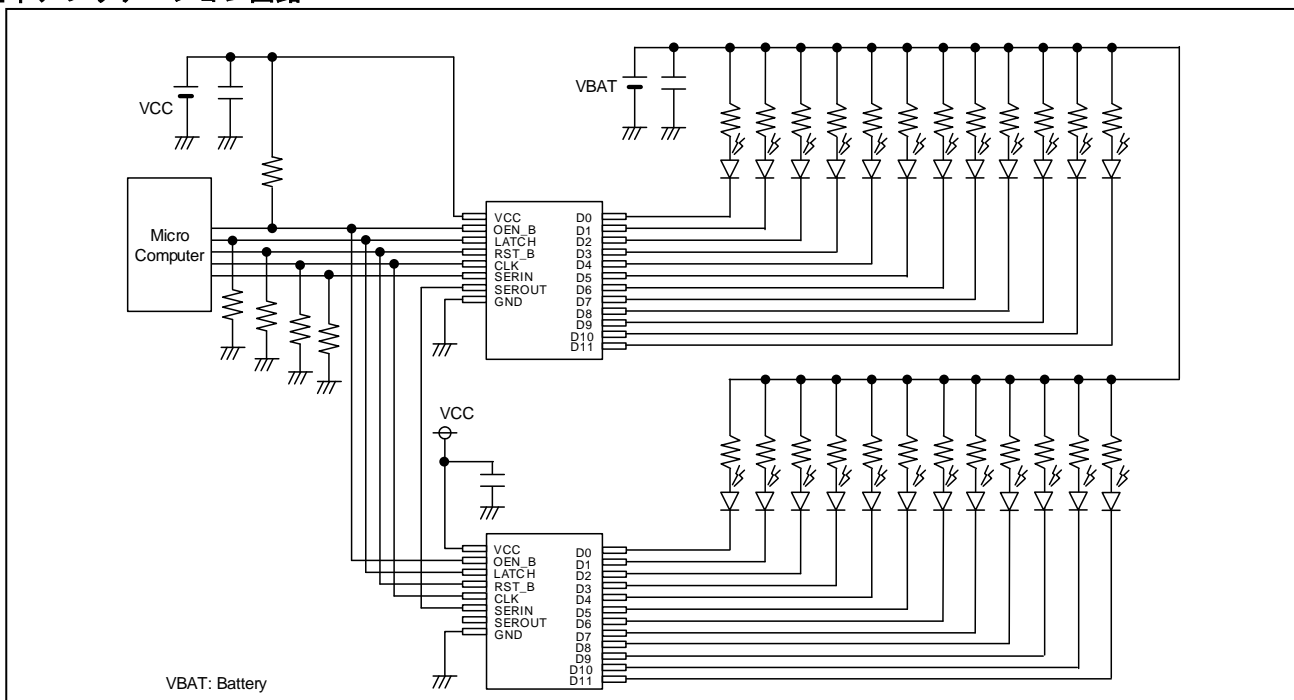 VCC
VBAT
Micro
Computer
VCC
OEN_B
LATCH
RST_B
CLK
SERIN
SEROUT
GND
D0
D1
D2
D3
D4
D5
D6
D7
D8
D9
D10
D11
VCC
VCC
OEN_B
LATCH
RST_B
CLK
SERIN
SEROUT
GND
D0
D1
D2
D3
D4
D5
D6
D7
D8
D9
D10
D11
VBAT: Battery